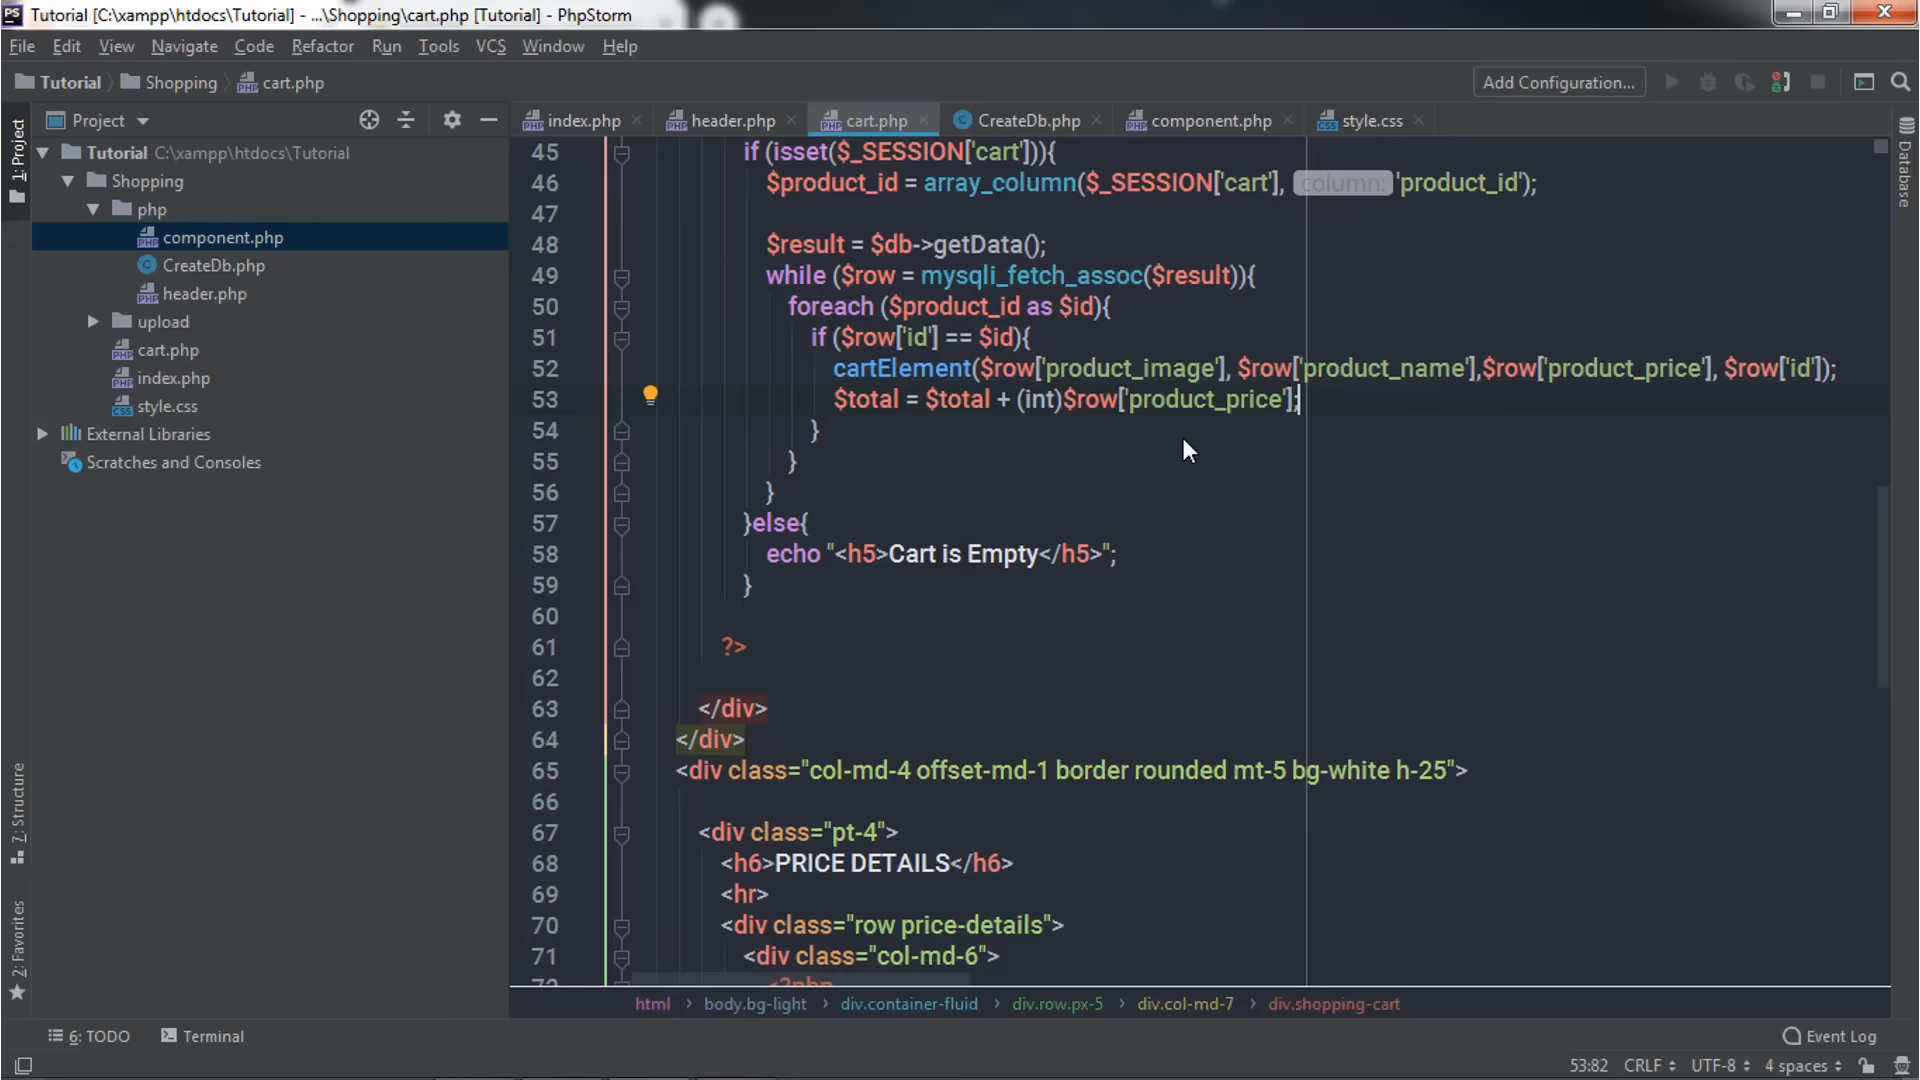 Tutorial [C:\xampp\htdocs\Tutorial] - ...\Shopping\cart.php [Tutorial] - PhpStorm
File Edit View Navigate Code Refactor Run Tools VCS Window Help
Tutorial Shopping cart.php Add Configuration...
Project index.php header.php cart.php CreateDb.php component.php style.css
1: Project
Tutorial C:\xampp\htdocs\Tutorial
Shopping
php
component.php
CreateDb.php
header.php
upload
cart.php
index.php
style.css
External Libraries
Scratches and Consoles
7: Structure
2: Favorites
45 if (isset($_SESSION['cart'])){
46 $product_id = array_column($_SESSION['cart'], column: 'product_id');
47
48 $result = $db->getData();
49 while ($row = mysqli_fetch_assoc($result)){
50 foreach ($product_id as $id){
51 if ($row['id'] == $id){
52 cartElement($row['product_image'], $row['product_name'],$row['product_price'], $row['id']);
53 $total = $total + (int)$row['product_price'];
54 }
55 }
56 }
57 }else{
58 echo "<h5>Cart is Empty</h5>";
59 }
60
61 ?>
62
63 </div>
64 </div>
65 <div class="col-md-4 offset-md-1 border rounded mt-5 bg-white h-25">
66
67 <div class="pt-4">
68 <h6>PRICE DETAILS</h6>
69 <hr>
70 <div class="row price-details">
71 <div class="col-md-6">
72 <?php
Database
html body.bg-light div.container-fluid div.row.px-5 div.col-md-7 div.shopping-cart
6: TODO Terminal Event Log
53:82 CRLF UTF-8 4 spaces